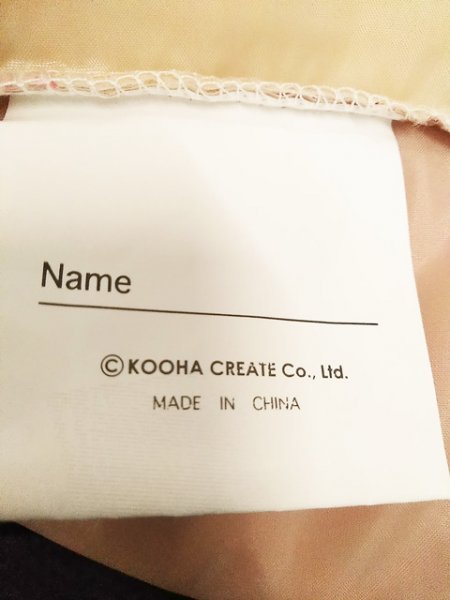 Name
© KOOHA CREATE Co., Ltd.
MADE IN CHINA